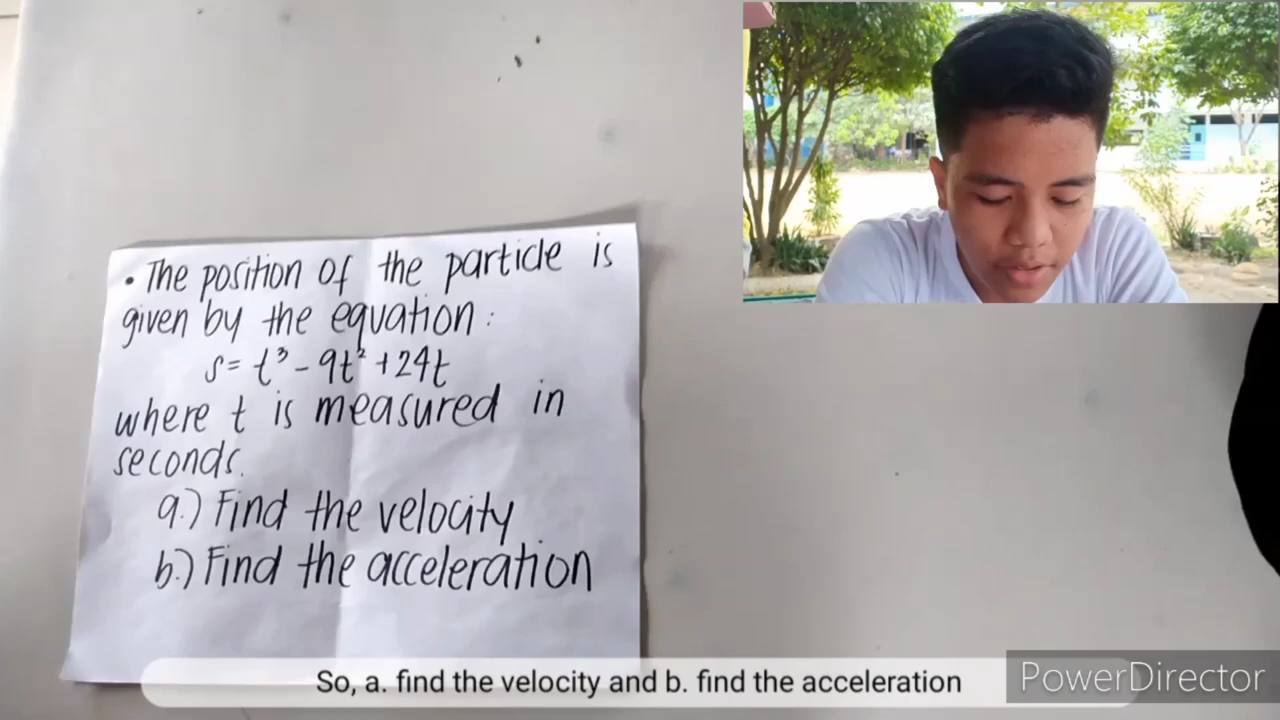 • The position of the particle is
given by the equation:
s = t³ - 9t² + 24t
where t is measured in
seconds.
a.) Find the velocity
b.) Find the acceleration
So, a. find the velocity and b. find the acceleration
PowerDirector